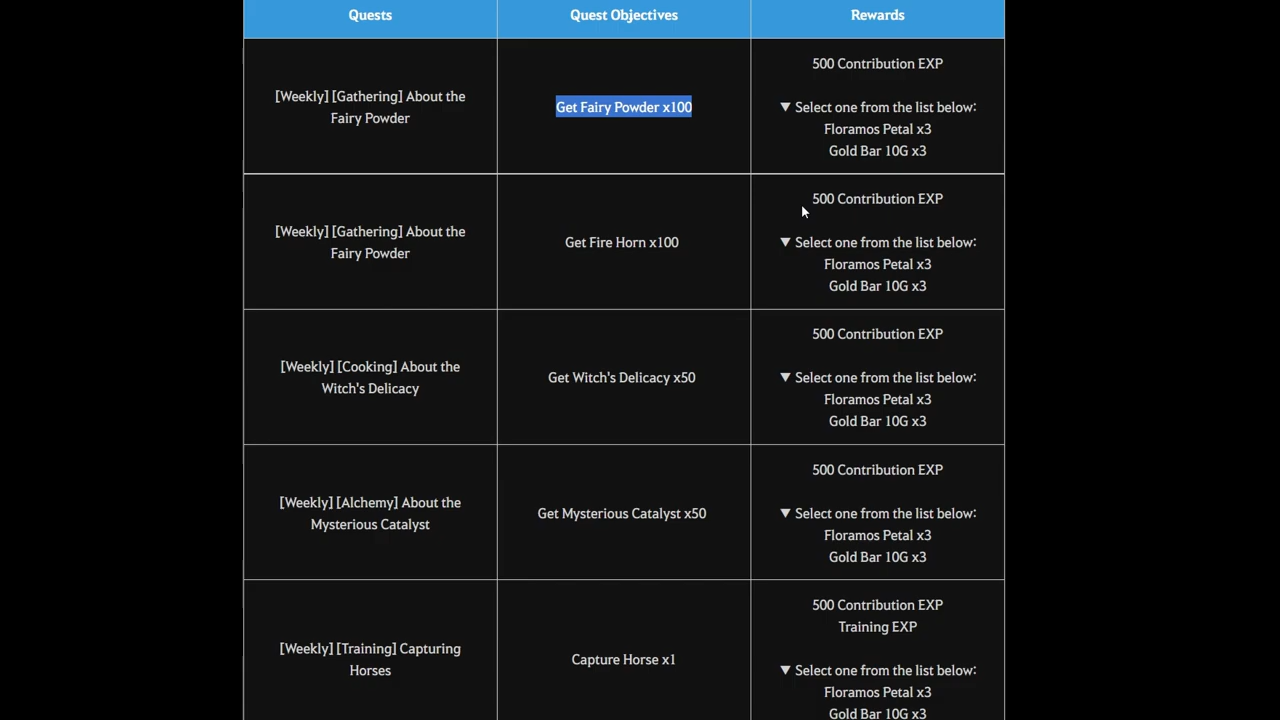 Quests Quest Objectives Rewards
[Weekly] [Gathering] About the
Fairy Powder
Get Fairy Powder x100
500 Contribution EXP
▼ Select one from the list below:
Floramos Petal x3
Gold Bar 10G x3
[Weekly] [Gathering] About the
Fairy Powder
Get Fire Horn x100
500 Contribution EXP
▼ Select one from the list below:
Floramos Petal x3
Gold Bar 10G x3
[Weekly] [Cooking] About the
Witch's Delicacy
Get Witch's Delicacy x50
500 Contribution EXP
▼ Select one from the list below:
Floramos Petal x3
Gold Bar 10G x3
[Weekly] [Alchemy] About the
Mysterious Catalyst
Get Mysterious Catalyst x50
500 Contribution EXP
▼ Select one from the list below:
Floramos Petal x3
Gold Bar 10G x3
[Weekly] [Training] Capturing
Horses
Capture Horse x1
500 Contribution EXP
Training EXP
▼ Select one from the list below:
Floramos Petal x3
Gold Bar 10G x3